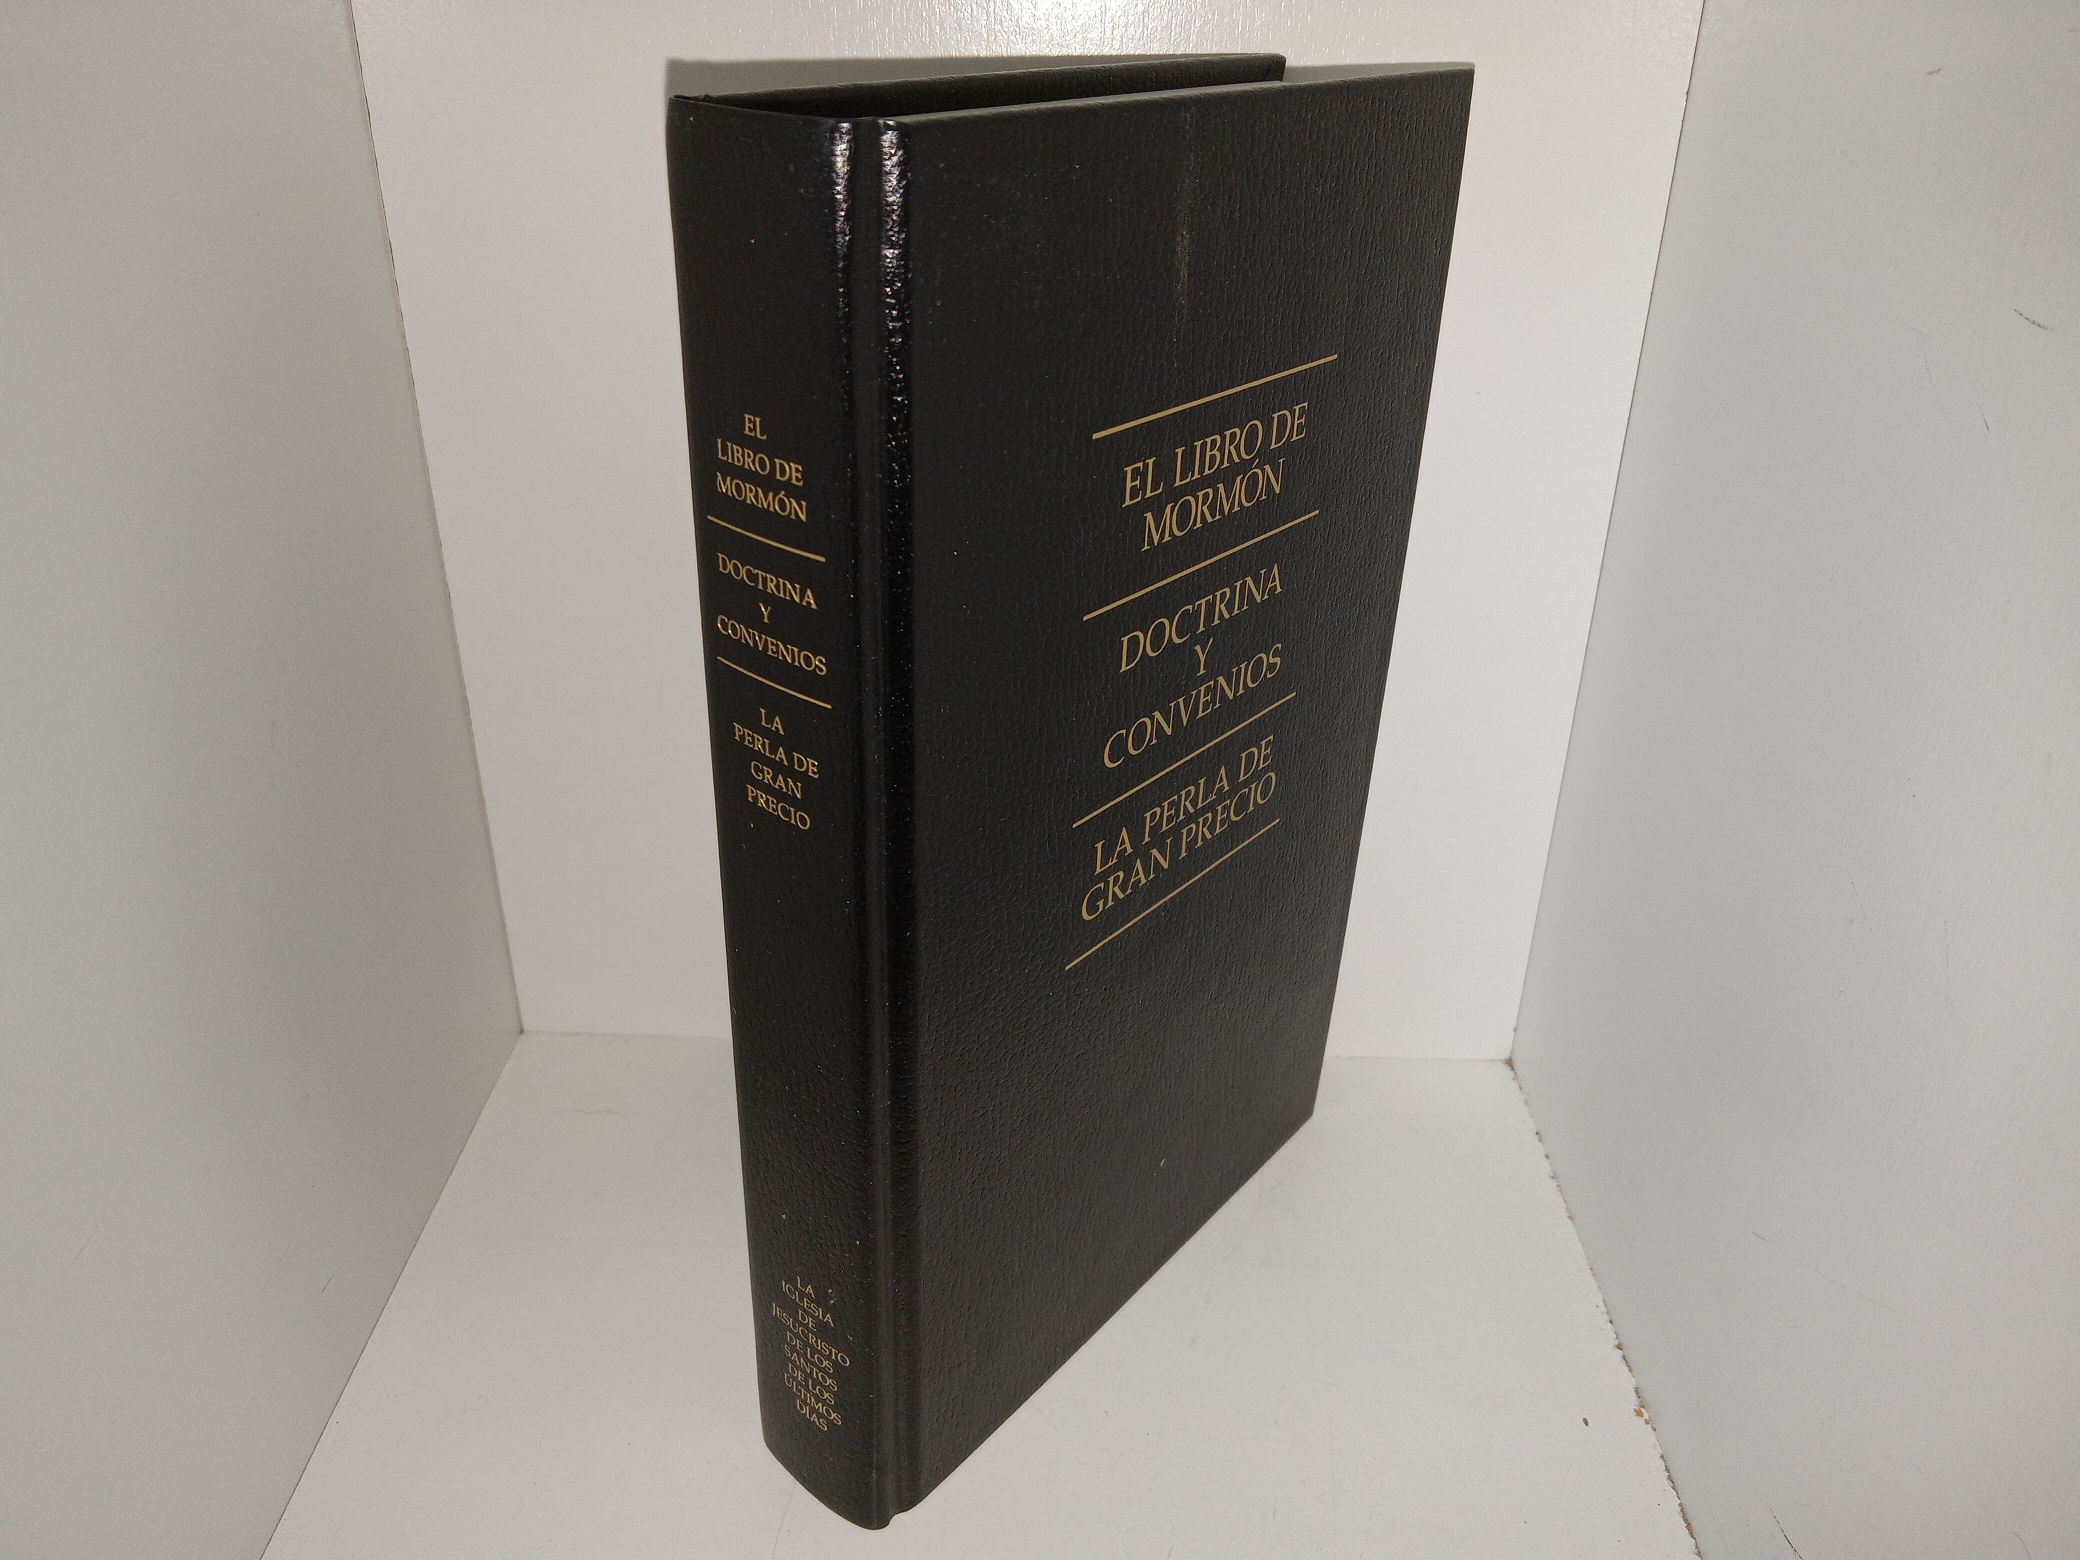 EL
LIBRO DE
MORMÓN
DOCTRINA
Y
CONVENIOS
LA
PERLA DE
GRAN
PRECIO
LA
IGLESIA
DE
JESUCRISTO
DE LOS
SANTOS
DE LOS
ÚLTIMOS
DÍAS
EL LIBRO DE
MORMÓN
DOCTRINA
Y
CONVENIOS
LA PERLA DE
GRAN PRECIO